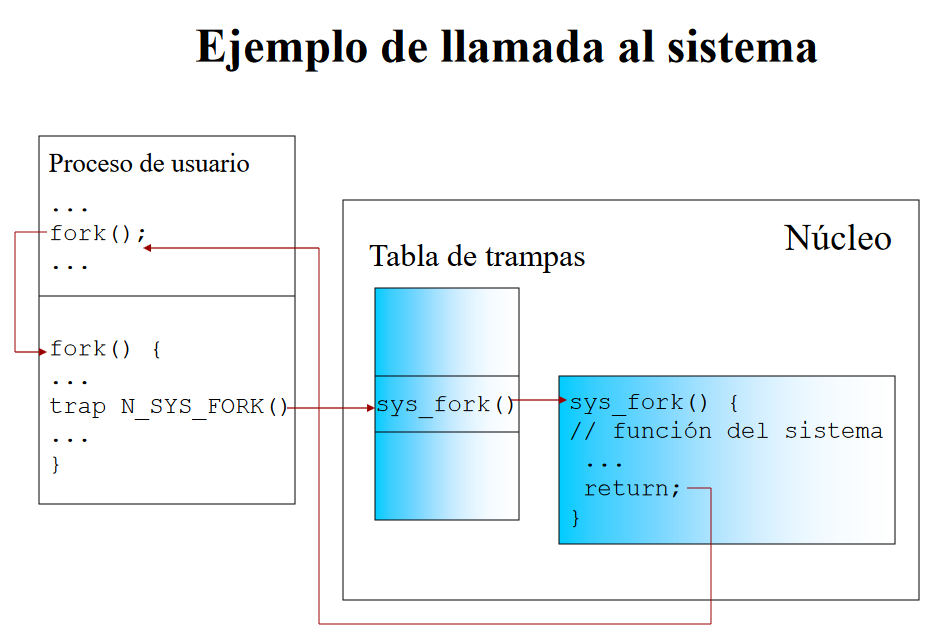 Ejemplo de llamada al sistema
Proceso de usuario
...
fork();
...
fork() {
...
trap N_SYS_FORK()
...
}
Núcleo
Tabla de trampas
sys_fork()
sys_fork() {
// función del sistema
...
return;
}